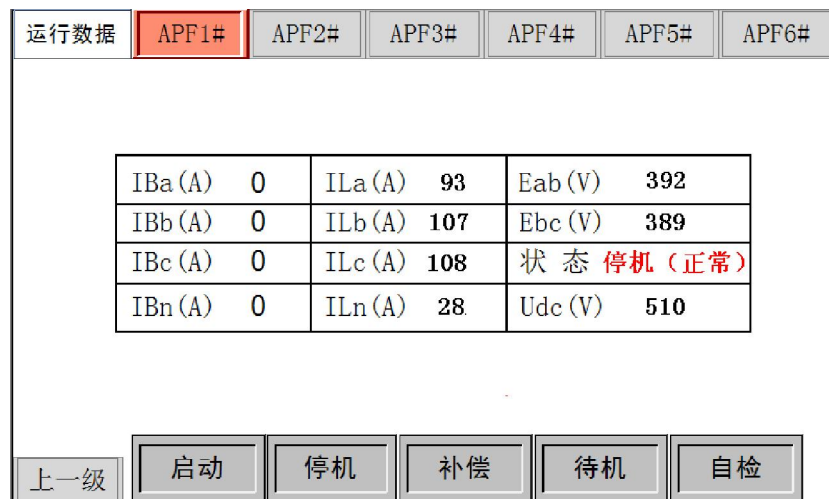 运行数据 APF1# APF2# APF3# APF4# APF5# APF6#
IBa(A) 0 ILa(A) 93 Eab(V) 392
IBb(A) 0 ILb(A) 107 Ebc(V) 389
IBc(A) 0 ILc(A) 108 状 态 停机（正常）
IBn(A) 0 ILn(A) 28 Udc(V) 510
上一级 启动 停机 补偿 待机 自检